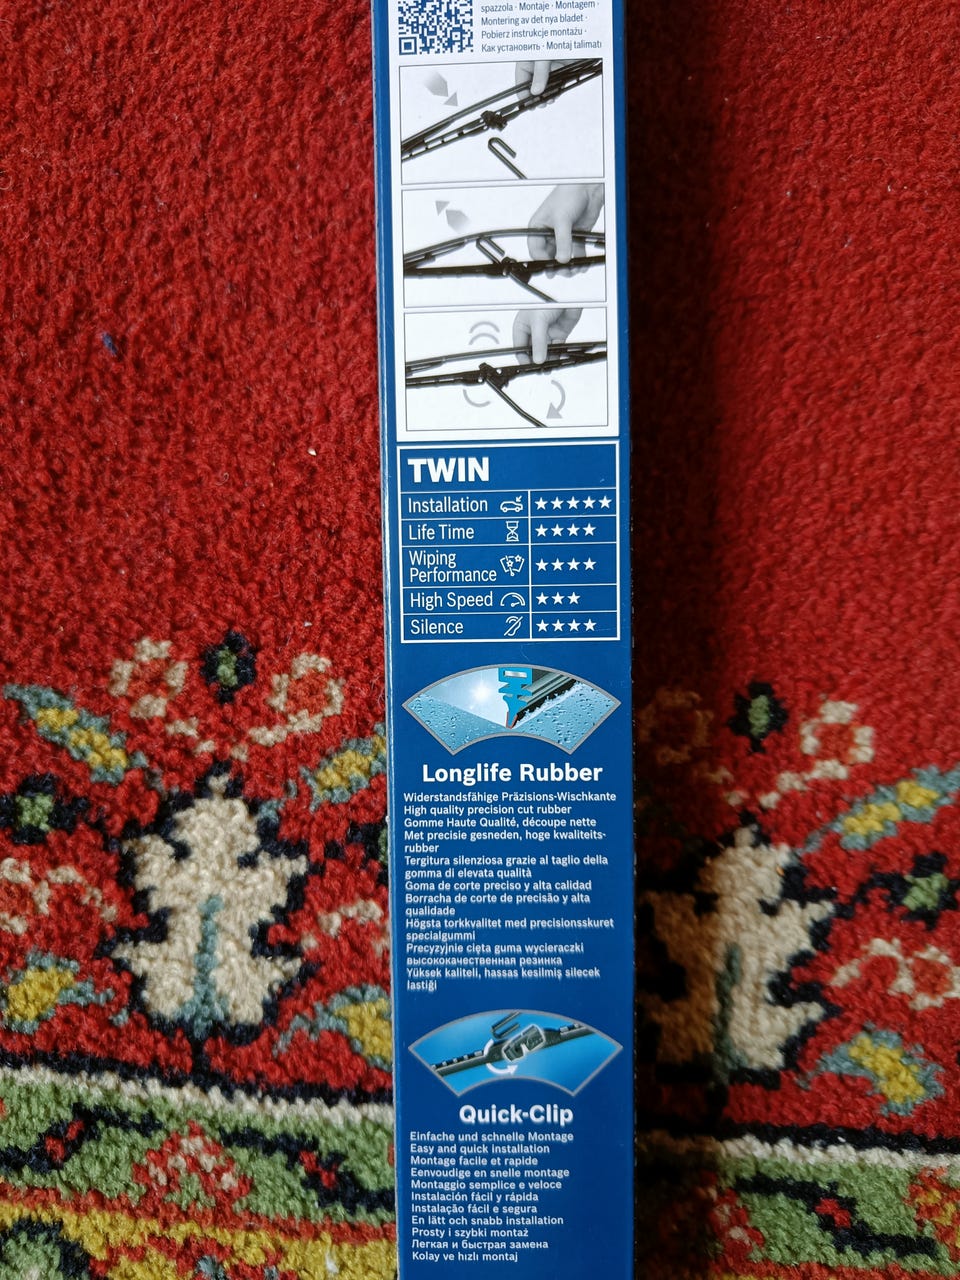 spazzola · Montaje · Montagem ·
Montering av det nya bladet ·
Pobierz instrukcje montażu ·
Как установить · Montaj talimatı
TWIN
Installation ★★★★★
Life Time ★★★★
Wiping
Performance ★★★★
High Speed ★★★
Silence ★★★★
Longlife Rubber
Widerstandsfähige Präzisions-Wischkante
High quality precision cut rubber
Gomme Haute Qualité, découpe nette
Met precisie gesneden, hoge kwaliteits-
rubber
Tergitura silenziosa grazie al taglio della
gomma di elevata qualità
Goma de corte preciso y alta calidad
Borracha de corte de precisão y alta
qualidade
Högsta torkkvalitet med precisionsskuret
specialgummi
Precyzyjnie cięta guma wycieraczki
высококачественная резинка
Yüksek kaliteli, hassas kesilmiş silecek
lastiği
Quick-Clip
Einfache und schnelle Montage
Easy and quick installation
Montage facile et rapide
Eenvoudige en snelle montage
Montaggio semplice e veloce
Instalación fácil y rápida
Instalação fácil e segura
En lätt och snabb installation
Prosty i szybki montaż
Легкая и быстрая замена
Kolay ve hızlı montaj